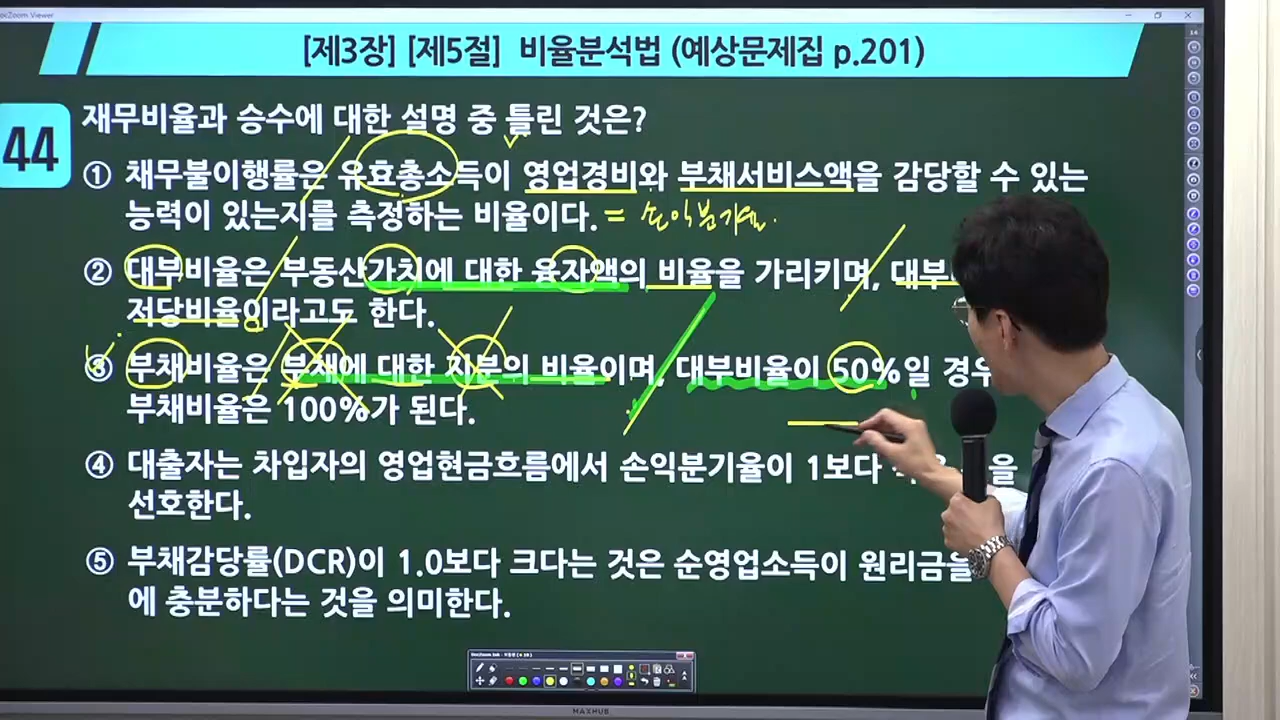 DocZoom Viewer
[제3장] [제5절] 비율분석법 (예상문제집 p.201)
44 재무비율과 승수에 대한 설명 중 틀린 것은?
① 채무불이행률은 유효총소득이 영업경비와 부채서비스액을 감당할 수 있는
능력이 있는지를 측정하는 비율이다. = 손익분기율.
② 대부비율은 부동산가치에 대한 융자액의 비율을 가리키며, 대부
저당비율이라고도 한다.
③ 부채비율은 부채에 대한 지분의 비율이며, 대부비율이 50%일 경우
부채비율은 100%가 된다.
④ 대출자는 차입자의 영업현금흐름에서 손익분기율이 1보다 을
선호한다.
⑤ 부채감당률(DCR)이 1.0보다 크다는 것은 순영업소득이 원리금을
에 충분하다는 것을 의미한다.
MAXHUB